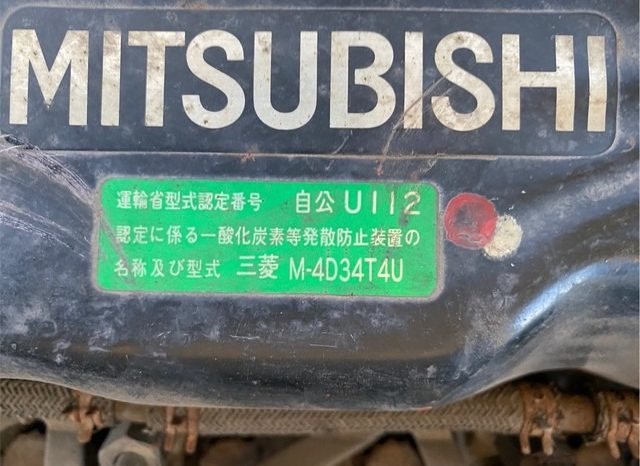 MITSUBISHI
運輸省型式認定番号 自公U112
認定に係る一酸化炭素等発散防止装置の
名称及び型式 三菱 M-4D34T4U